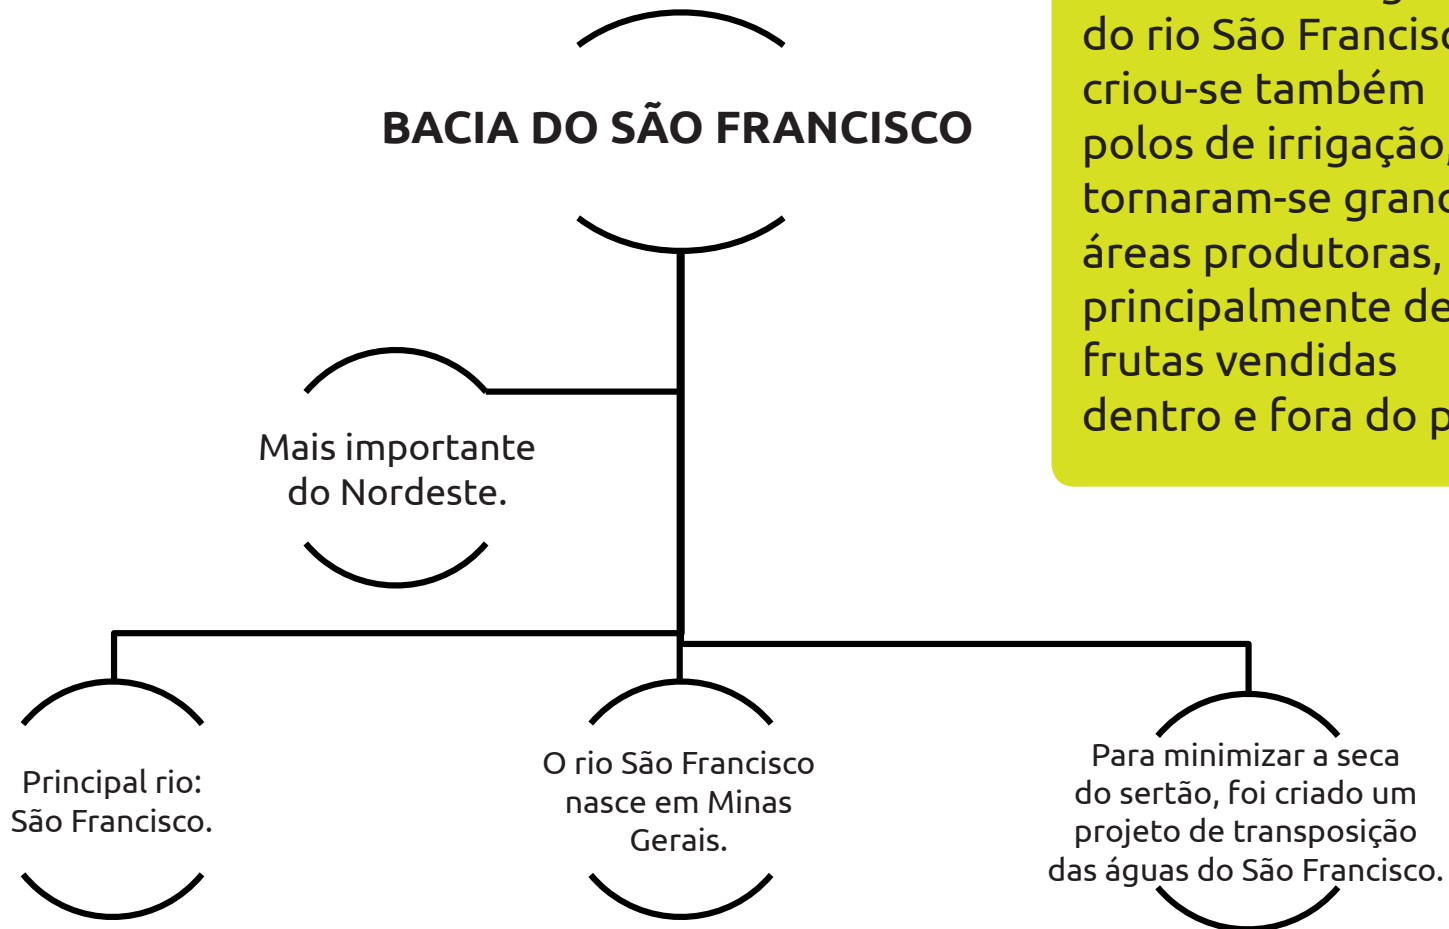 BACIA DO SÃO FRANCISCO
do rio São Francisc
criou-se também
polos de irrigação,
tornaram-se grand
áreas produtoras,
principalmente de
frutas vendidas
dentro e fora do p
Mais importante
do Nordeste.
Principal rio:
São Francisco.
O rio São Francisco
nasce em Minas
Gerais.
Para minimizar a seca
do sertão, foi criado um
projeto de transposição
das águas do São Francisco.